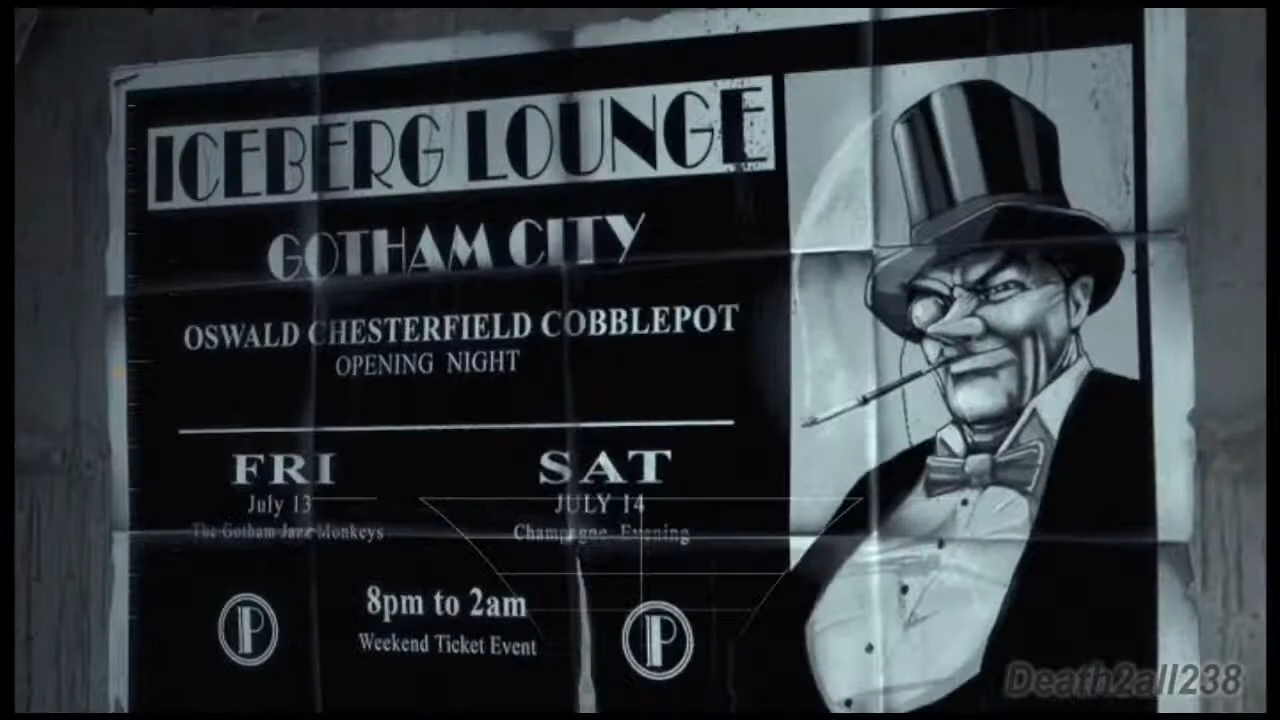 ICEBERG LOUNGE
GOTHAM CITY
OSWALD CHESTERFIELD COBBLEPOT
OPENING NIGHT
FRI
July 13
The Gotham Jazz Monkeys
SAT
JULY 14
Champagne Evening
8pm to 2am
Weekend Ticket Event
P
P
Death2all238